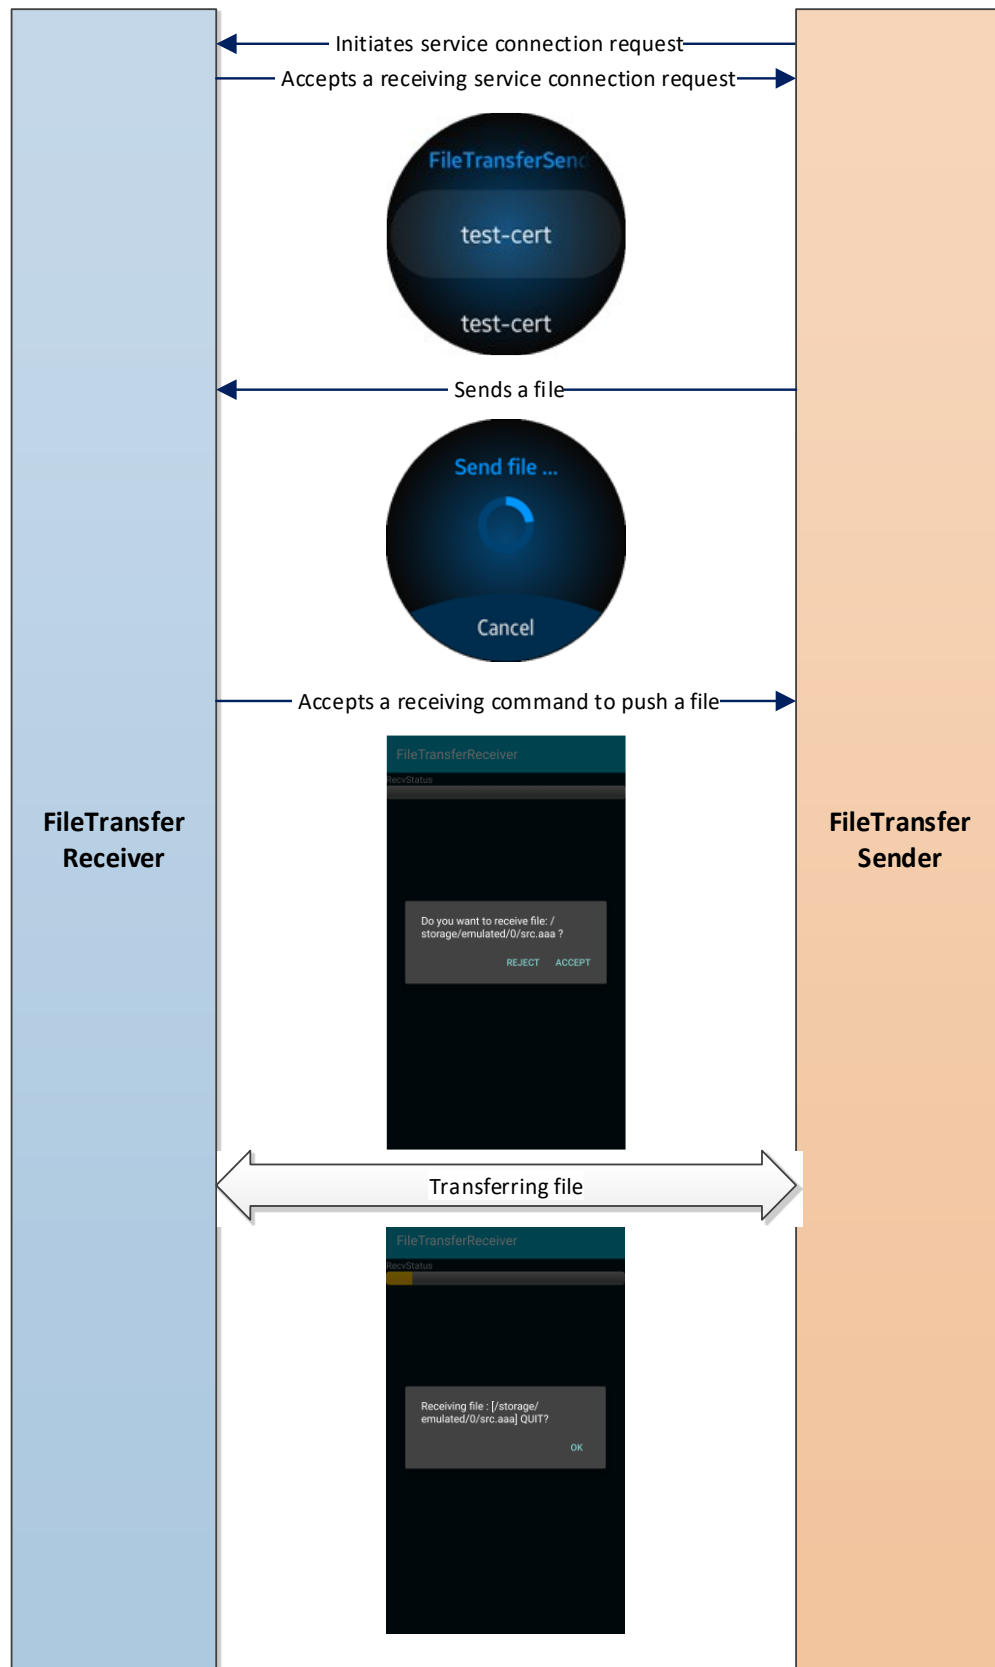 Initiates service connection request
Accepts a receiving service connection request
FileTransferSend
test-cert
test-cert
Sends a file
Send file ...
Cancel
Accepts a receiving command to push a file
FileTransferReceiver
RecvStatus
FileTransfer
Receiver
FileTransfer
Sender
Do you want to receive file: /
storage/emulated/0/src.aaa ?
REJECT ACCEPT
Transferring file
FileTransferReceiver
RecvStatus
Receiving file : [/storage/
emulated/0/src.aaa] QUIT?
OK